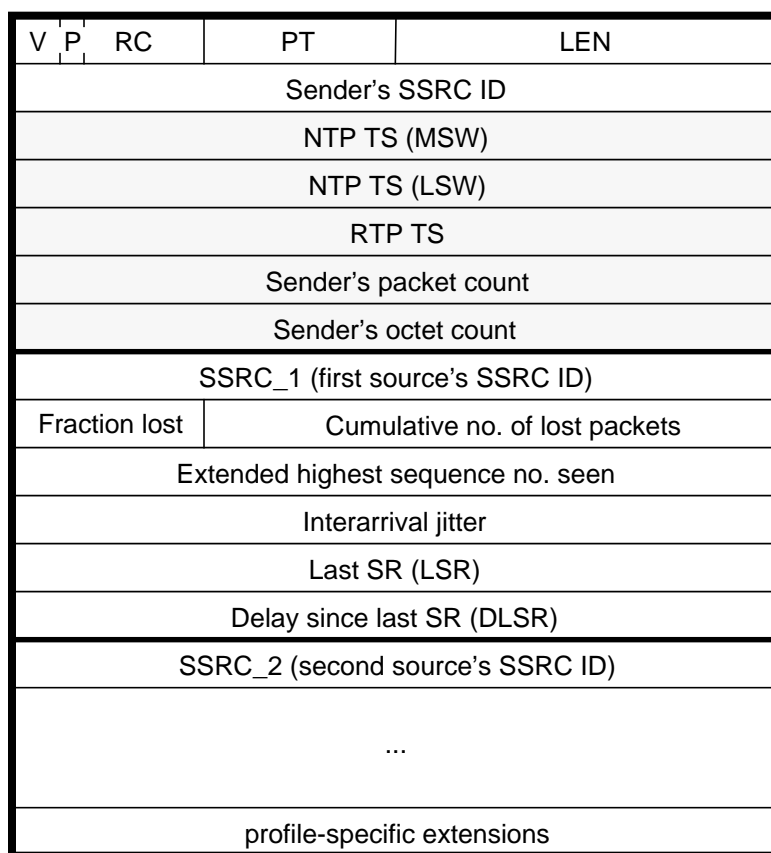 V P RC PT LEN
Sender’s SSRC ID
NTP TS (MSW)
NTP TS (LSW)
RTP TS
Sender’s packet count
Sender’s octet count
SSRC_1 (first source’s SSRC ID)
Fraction lost Cumulative no. of lost packets
Extended highest sequence no. seen
Interarrival jitter
Last SR (LSR)
Delay since last SR (DLSR)
SSRC_2 (second source’s SSRC ID)
...
profile-specific extensions